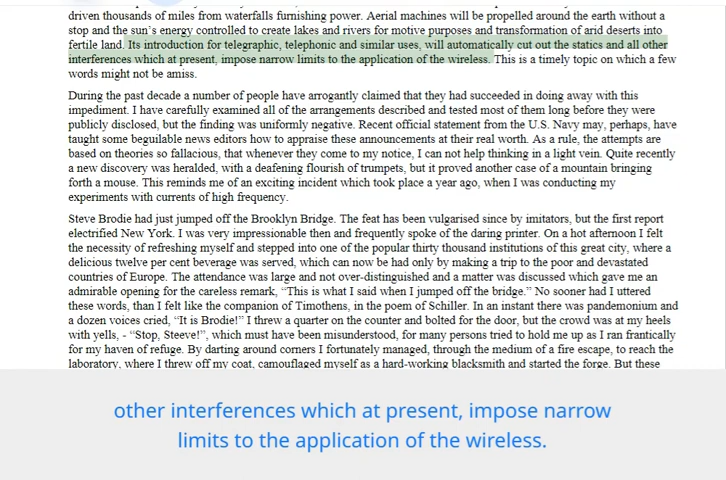 driven thousands of miles from waterfalls furnishing power. Aerial machines will be propelled around the earth without a
stop and the sun's energy controlled to create lakes and rivers for motive purposes and transformation of arid deserts into
fertile land. Its introduction for telegraphic, telephonic and similar uses, will automatically cut out the statics and all other
interferences which at present, impose narrow limits to the application of the wireless. This is a timely topic on which a few
words might not be amiss.
During the past decade a number of people have arrogantly claimed that they had succeeded in doing away with this
impediment. I have carefully examined all of the arrangements described and tested most of them long before they were
publicly disclosed, but the finding was uniformly negative. Recent official statement from the U.S. Navy may, perhaps, have
taught some beguilable news editors how to appraise these announcements at their real worth. As a rule, the attempts are
based on theories so fallacious, that whenever they come to my notice, I can not help thinking in a light vein. Quite recently
a new discovery was heralded, with a deafening flourish of trumpets, but it proved another case of a mountain bringing
forth a mouse. This reminds me of an exciting incident which took place a year ago, when I was conducting my
experiments with currents of high frequency.
Steve Brodie had just jumped off the Brooklyn Bridge. The feat has been vulgarised since by imitators, but the first report
electrified New York. I was very impressionable then and frequently spoke of the daring printer. On a hot afternoon I felt
the necessity of refreshing myself and stepped into one of the popular thirty thousand institutions of this great city, where a
delicious twelve per cent beverage was served, which can now be had only by making a trip to the poor and devastated
countries of Europe. The attendance was large and not over-distinguished and a matter was discussed which gave me an
admirable opening for the careless remark, “This is what I said when I jumped off the bridge.” No sooner had I uttered
these words, than I felt like the companion of Timothens, in the poem of Schiller. In an instant there was pandemonium and
a dozen voices cried, “It is Brodie!” I threw a quarter on the counter and bolted for the door, but the crowd was at my heels
with yells, - “Stop, Steeve!”, which must have been misunderstood, for many persons tried to hold me up as I ran frantically
for my haven of refuge. By darting around corners I fortunately managed, through the medium of a fire escape, to reach the
laboratory, where I threw off my coat, camouflaged myself as a hard-working blacksmith and started the forge. But these
other interferences which at present, impose narrow
limits to the application of the wireless.